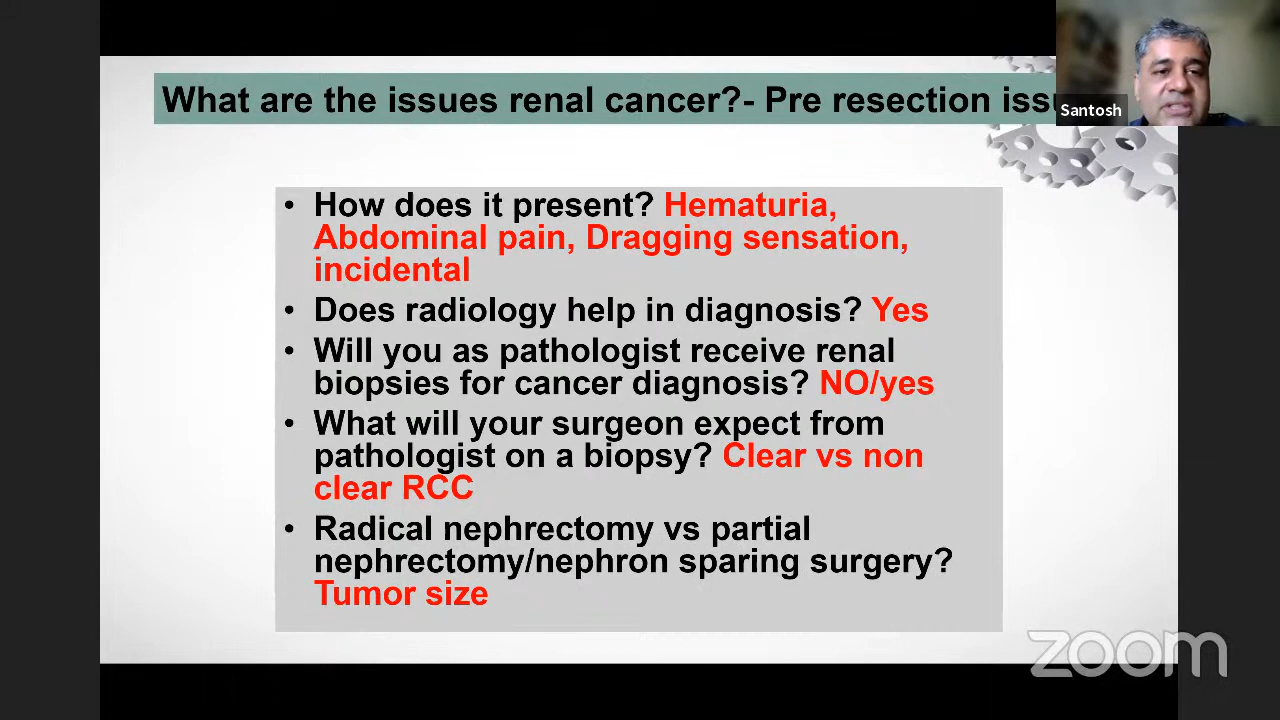 What are the issues renal cancer?- Pre resection
Santosh
• How does it present? Hematuria,
Abdominal pain, Dragging sensation,
incidental
• Does radiology help in diagnosis? Yes
• Will you as pathologist receive renal
biopsies for cancer diagnosis? NO/yes
• What will your surgeon expect from
pathologist on a biopsy? Clear vs non
clear RCC
• Radical nephrectomy vs partial
nephrectomy/nephron sparing surgery?
Tumor size
zoom